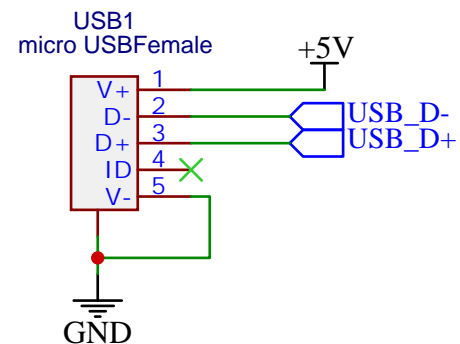 USB1
micro USBFemale
+5V
V+ 1
D- 2 USB_D-
D+ 3 USB_D+
ID 4
V- 5
GND